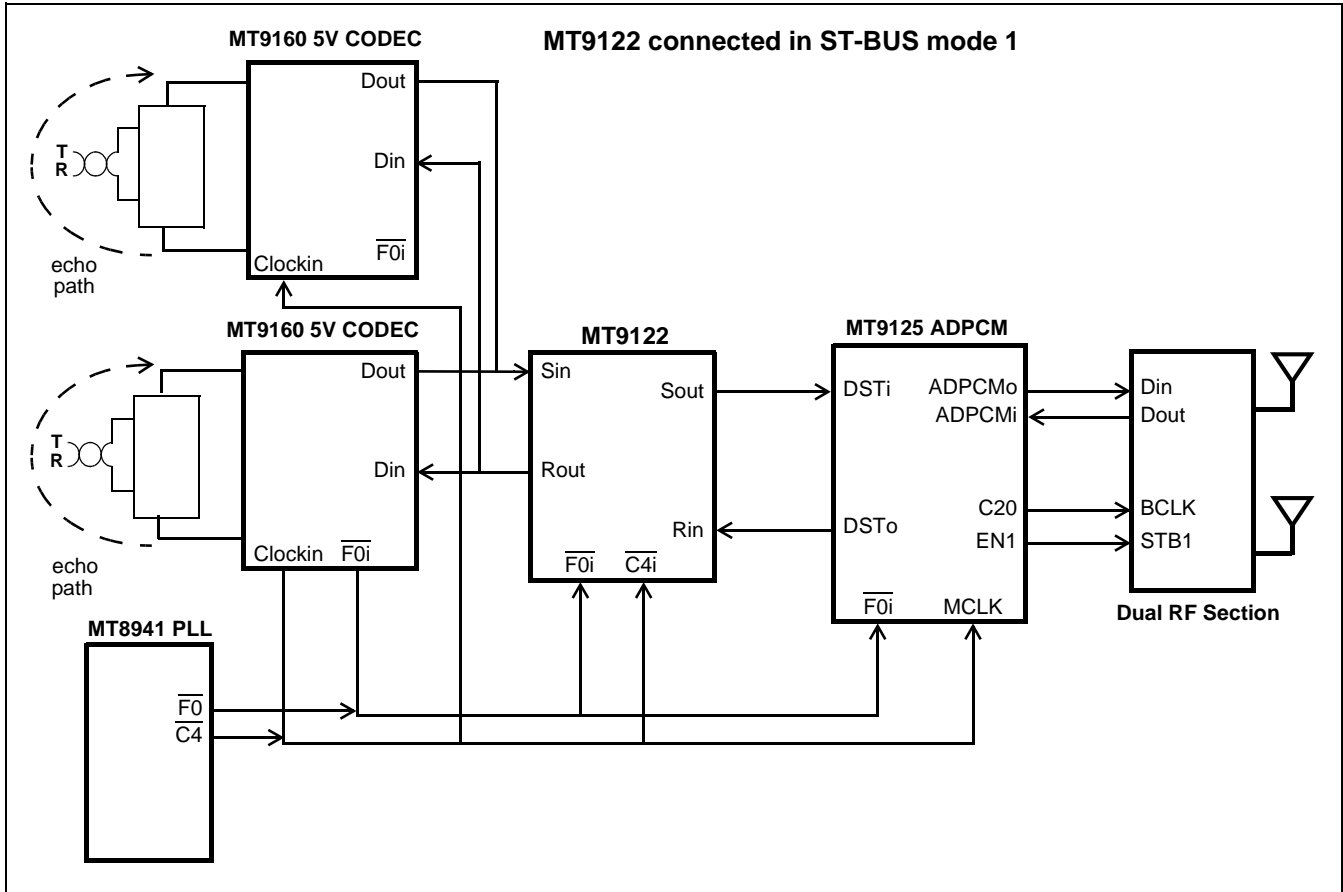 MT9122 connected in ST-BUS mode 1
MT9160 5V CODEC
Dout
Din
F0i
Clockin
T
R
echo
path
MT9160 5V CODEC
Dout
Din
Clockin
F0i
T
R
echo
path
MT9122
Sin
Sout
Rout
Rin
F0i
C4i
MT9125 ADPCM
DSTi
ADPCMo
ADPCMi
DSTo
C20
EN1
F0i
MCLK
Din
Dout
BCLK
STB1
Dual RF Section
MT8941 PLL
F0
C4